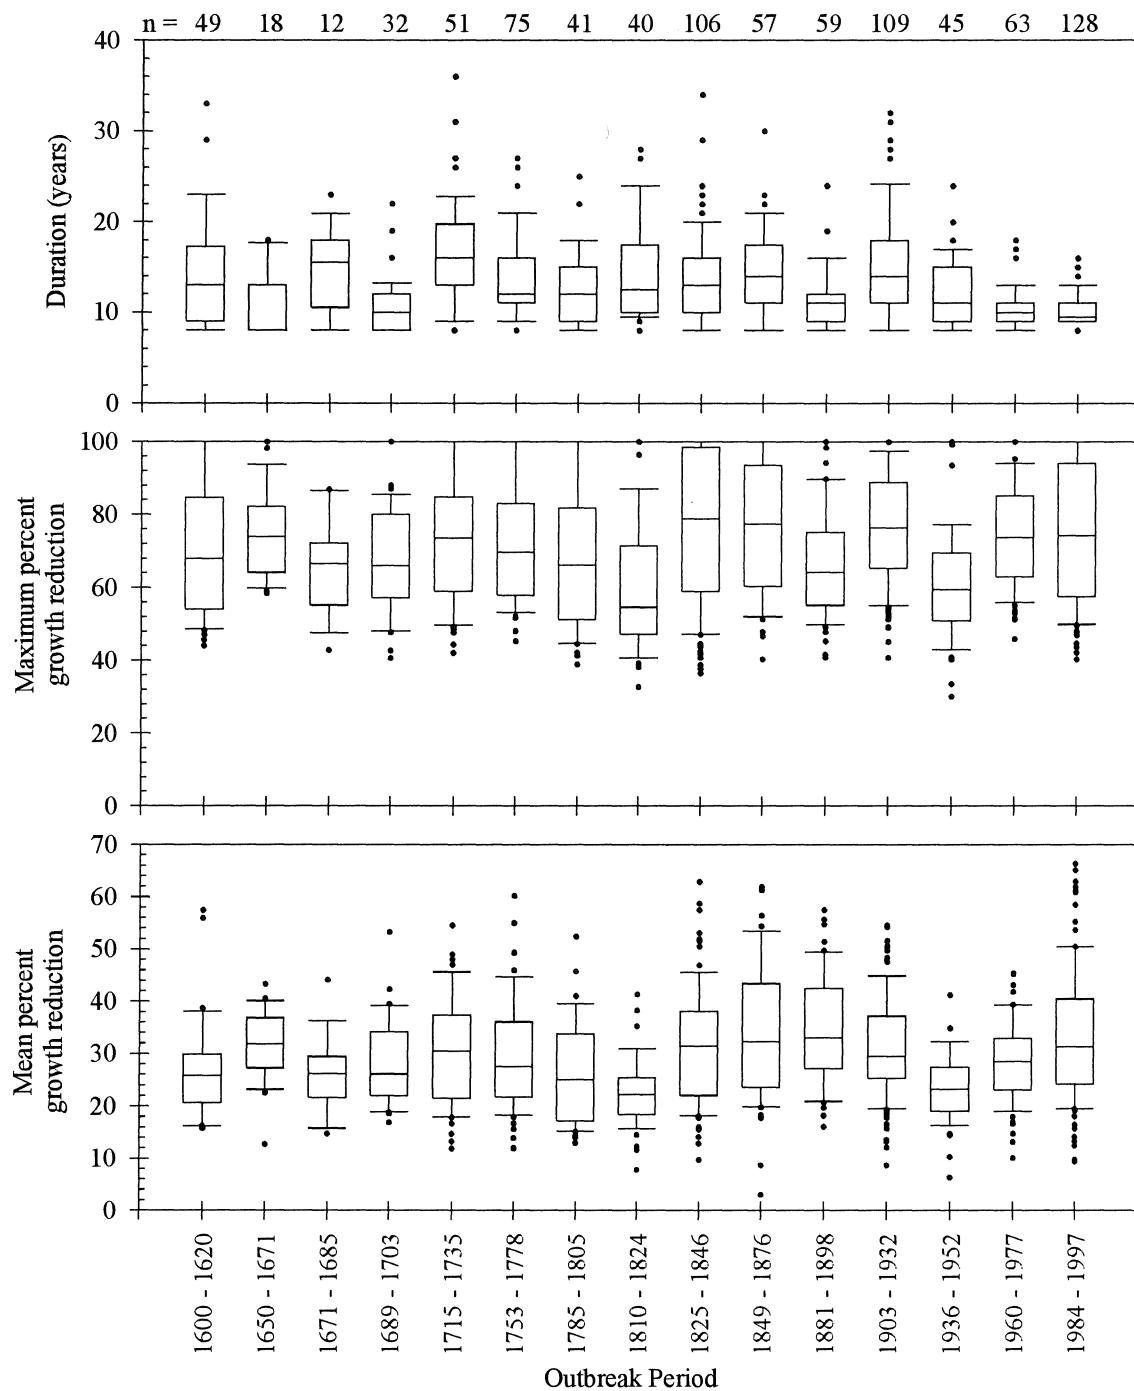 n = 49 18 12 32 51 75 41 40 106 57 59 109 45 63 128
40
30
20
10
0
Duration (years)
100
80
60
40
20
0
Maximum percent
growth reduction
70
60
50
40
30
20
10
0
Mean percent
growth reduction
1600 - 1620
1650 - 1671
1671 - 1685
1689 - 1703
1715 - 1735
1753 - 1778
1785 - 1805
1810 - 1824
1825 - 1846
1849 - 1876
1881 - 1898
1903 - 1932
1936 - 1952
1960 - 1977
1984 - 1997
Outbreak Period